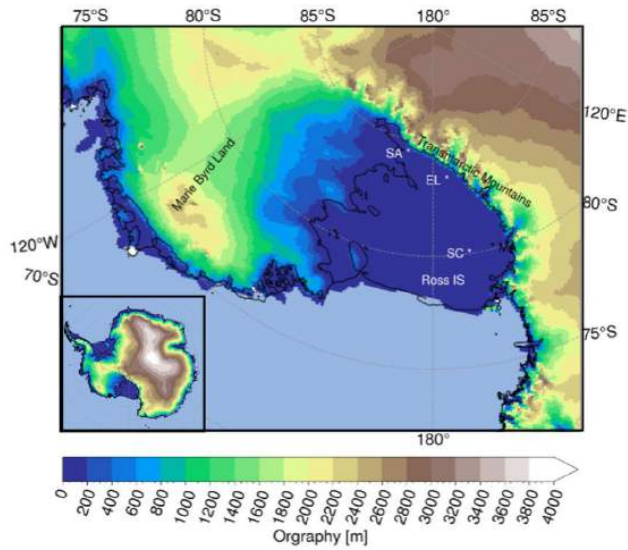 75°S 80°S 85°S 180° 85°S
120°E
Transmarctic Mountains
SA
EL
Marie Byrd Land
80°S
SC
120°W
70°S
Ross IS
75°S
180°
0 200 400 600 800 1000 1200 1400 1600 1800 2000 2200 2400 2600 2800 3000 3200 3400 3600 3800 4000
Orgraphy [m]